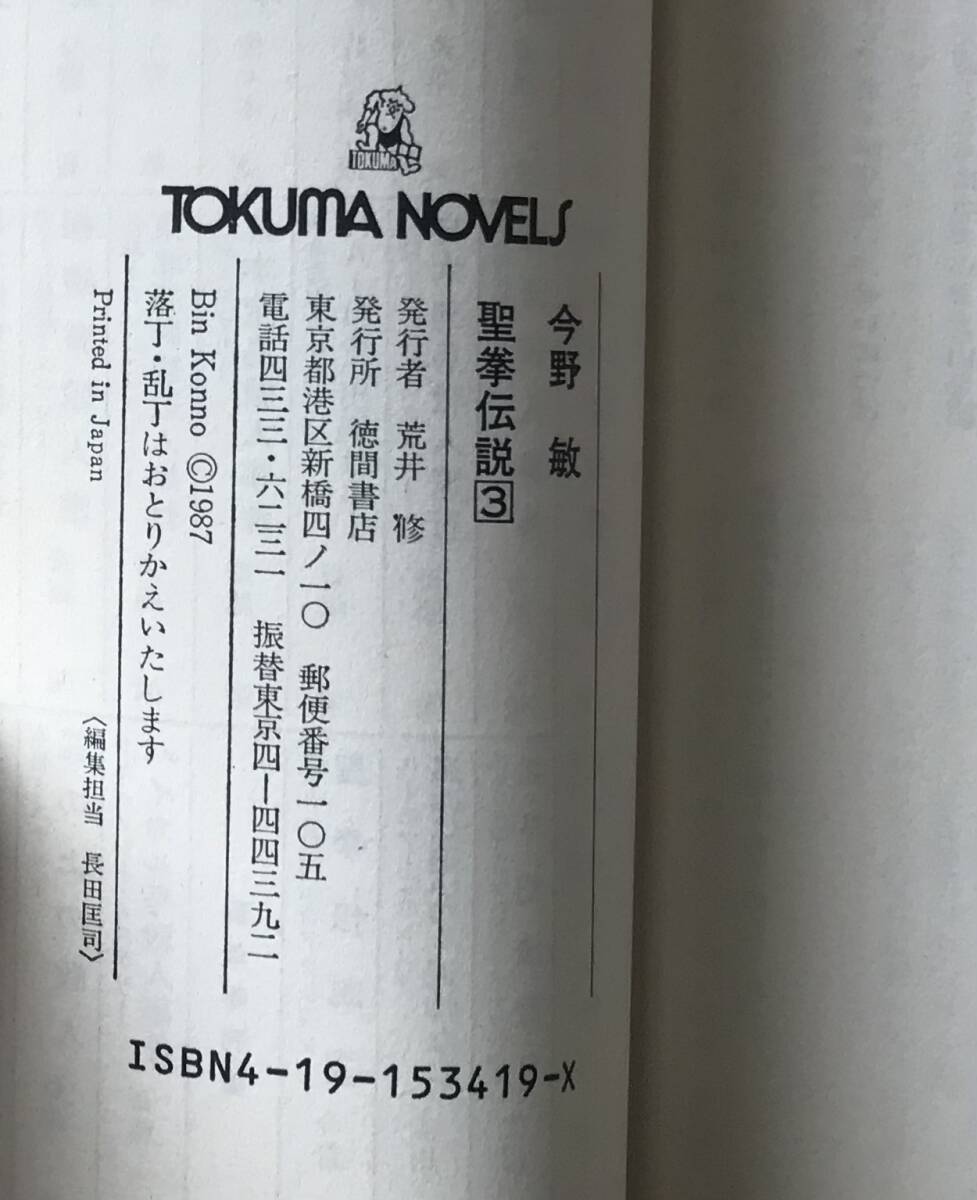 TOKUMA
TOKUMA NOVELS
今野 敏
聖拳伝説3
発行者 荒井 修
発行所 徳間書店
東京都港区新橋四ノ一〇 郵便番号一〇五
電話四三三・六二三一 振替東京四ー四四三九二
Bin Konno ©1987
落丁・乱丁はおとりかえいたします
Printed in Japan
〈編集担当 長田匡司〉
ISBN4-19-153419-X